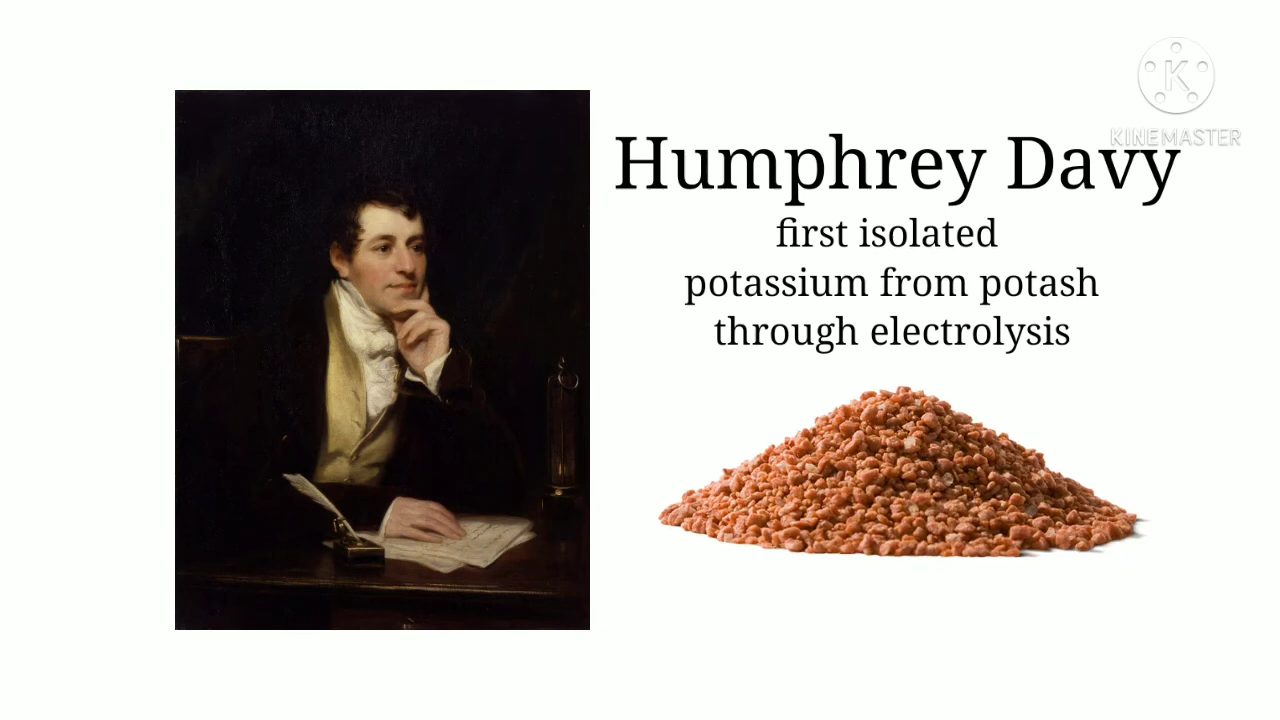 K
KINEMASTER
Humphrey Davy
first isolated
potassium from potash
through electrolysis